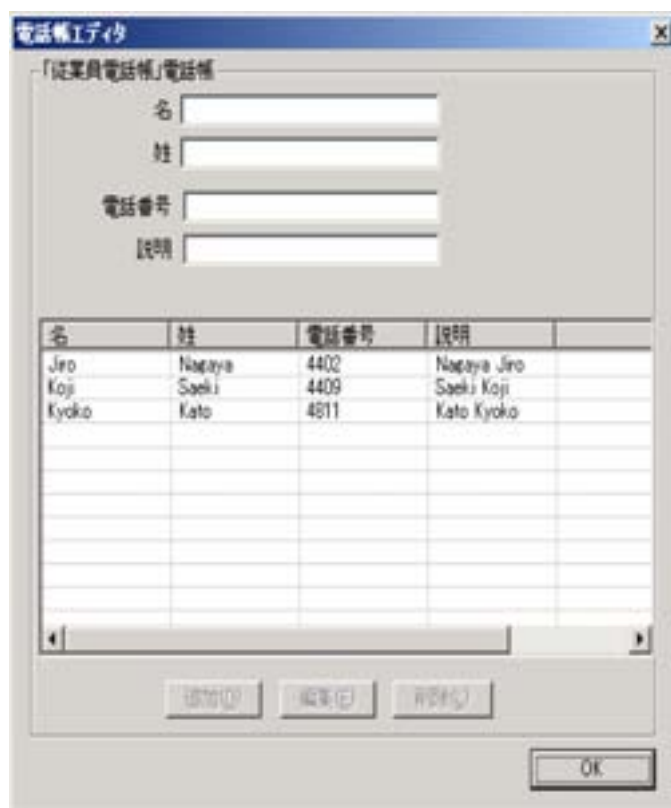 電話帳エディタ
「従業員電話帳」電話帳
名
姓
電話番号
説明
名 姓 電話番号 説明
Jiro Nagaya 4402 Nagaya Jiro
Koji Saeki 4409 Saeki Koji
Kyoko Kato 4811 Kato Kyoko
編集(E)
OK